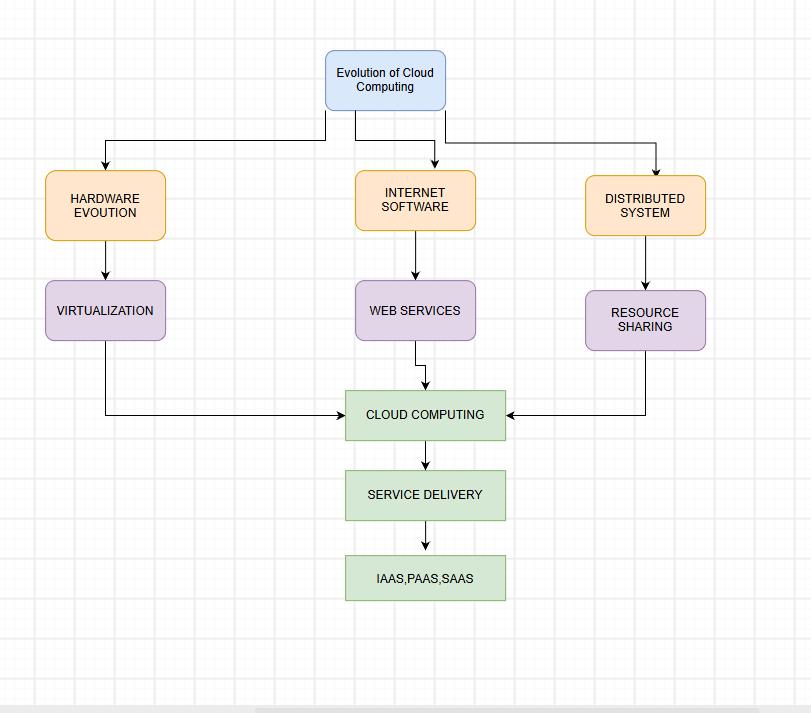 Evolution of Cloud
Computing
HARDWARE
EVOUTION
INTERNET
SOFTWARE
DISTRIBUTED
SYSTEM
VIRTUALIZATION
WEB SERVICES
RESOURCE
SHARING
CLOUD COMPUTING
SERVICE DELIVERY
IAAS,PAAS,SAAS